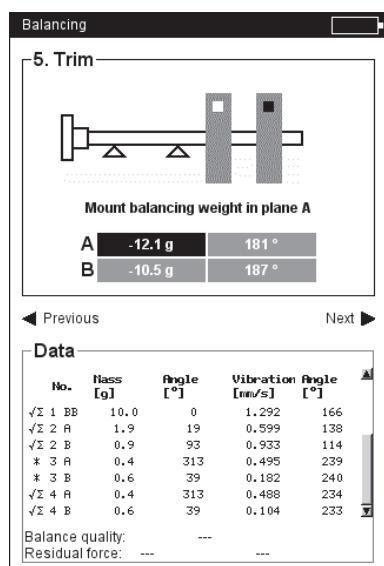 Balancing
5. Trim
Mount balancing weight in plane A
A -12.1 g 181 °
B -10.5 g 187 °
Previous Next
Data
No. Mass [g] Angle [°] Vibration [mm/s] Angle [°]
√Σ 1 BB 10.0 0 1.292 166
√Σ 2 A 1.9 19 0.599 138
√Σ 2 B 0.9 93 0.933 114
* 3 A 0.4 313 0.495 239
* 3 B 0.6 39 0.182 240
√Σ 4 A 0.4 313 0.488 234
√Σ 4 B 0.6 39 0.104 233
Balance quality: ---
Residual force: --- ---